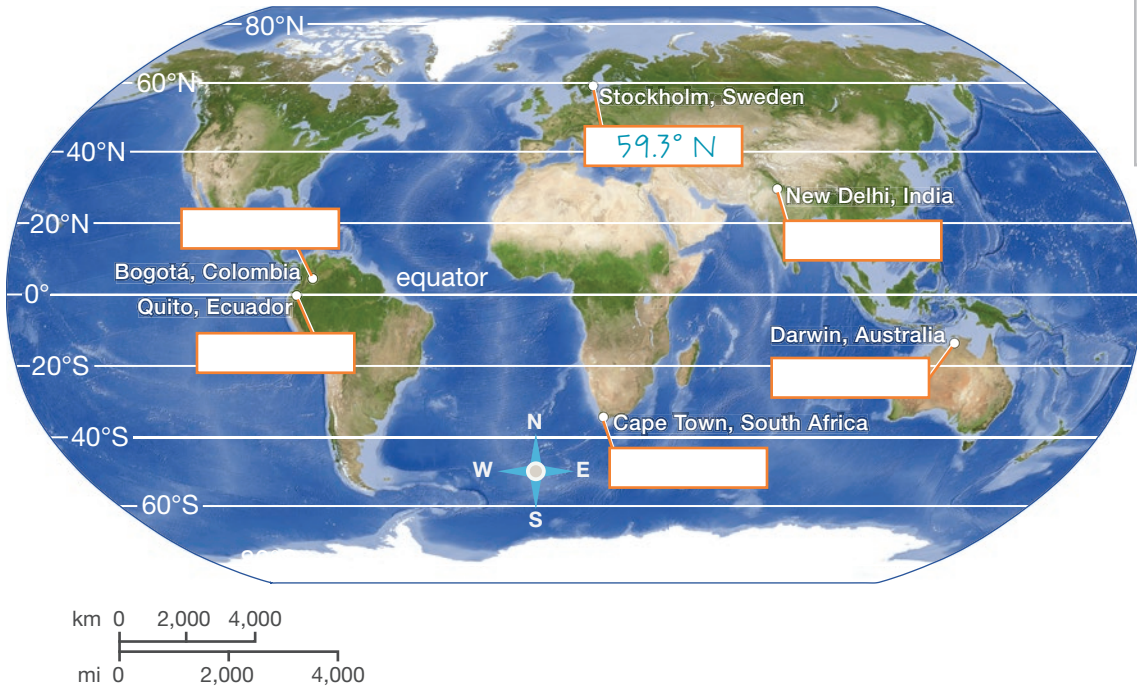 80°N
60°N
Stockholm, Sweden
59.3° N
40°N
New Delhi, India
20°N
Bogotá, Colombia
equator
0°
Quito, Ecuador
Darwin, Australia
20°S
Cape Town, South Africa
40°S
N
W
E
S
60°S
km 0 2,000 4,000
mi 0 2,000 4,000